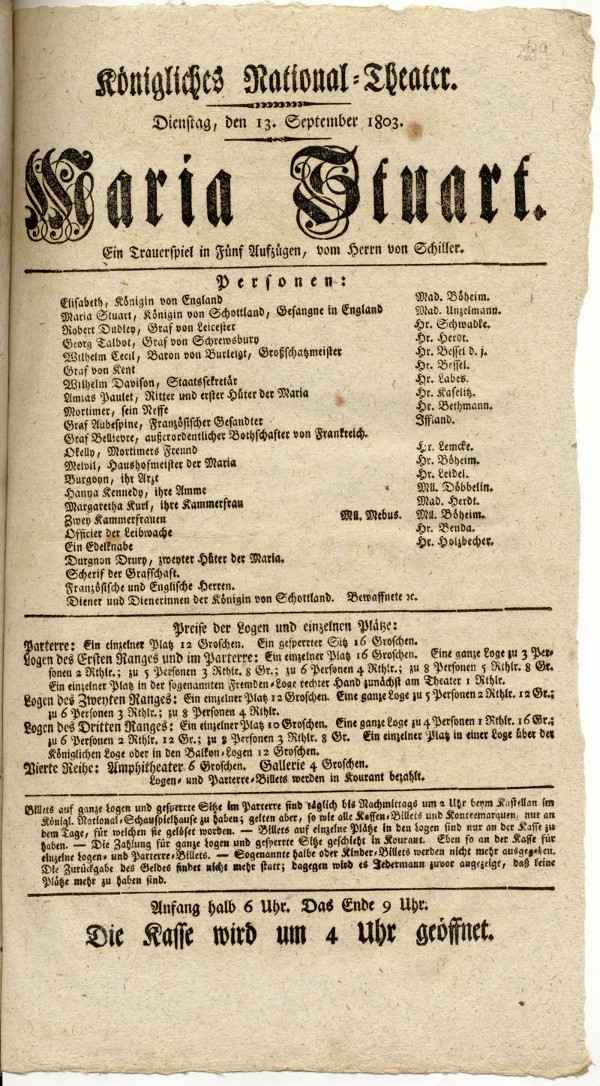 Königliches National-Theater.
Dienstag, den 13. September 1803.
Maria Stuart.
Ein Trauerspiel in Fünf Aufzügen, vom Herrn von Schiller.
Personen:
Elisabeth, Königin von England Mad. Böheim.
Maria Stuart, Königin von Schottland, Gefangne in England Mad. Unzelmann.
Robert Dudley, Graf von Leicester Hr. Schwadke.
Georg Talbot, Graf von Schrewsbury Hr. Herdt.
Wilhelm Cecil, Baron von Burleigt, Großschatzmeister Hr. Bessel d. j.
Graf von Kent Hr. Bessel.
Wilhelm Davison, Staatssekretär Hr. Labes.
Amias Paulet, Ritter und erster Hüter der Maria Hr. Kaselitz.
Mortimer, sein Neffe Hr. Bethmann.
Graf Aubespine, Französischer Gesandter Iffland.
Graf Bellievre, außerordentlicher Bothschafter von Frankreich.
Okelly, Mortimers Freund Hr. Lemcke.
Melvil, Haushofmeister der Maria Hr. Böheim.
Burgoyn, ihr Arzt Hr. Leidel.
Hanna Kennedy, ihre Amme Mll. Döbbelin.
Margaretha Kurl, ihre Kammerfrau Mad. Herdt.
Zwey Kammerfrauen Mll. Mebus. Mll. Böheim.
Officier der Leibwache Hr. Benda.
Ein Edelknabe Hr. Holzbecher.
Durgnon Drury, zweyter Hüter der Maria.
Scherif der Graffschaft.
Französische und Englische Herren.
Diener und Dienerinnen der Königin von Schottland. Bewaffnete ꝛc.
Preise der Logen und einzelnen Plätze:
Parterre: Ein einzelner Platz 12 Groschen. Ein gesperrter Sitz 16 Groschen.
Logen des Ersten Ranges und im Parterre: Ein einzelner Platz 16 Groschen. Eine ganze Loge zu 3 Per-
sonen 2 Rthlr.; zu 5 Personen 3 Rthlr. 8 Gr.; zu 6 Personen 4 Rthlr.; zu 8 Personen 5 Rthlr. 8 Gr.
Ein einzelner Platz in der sogenannten Fremden-Loge rechter Hand zunächst am Theater 1 Rthlr.
Logen des Zweyten Ranges: Ein einzelner Platz 12 Groschen. Eine ganze Loge zu 5 Personen 2 Rthlr. 12 Gr.;
zu 6 Personen 3 Rthlr.; zu 8 Personen 4 Rthlr.
Logen des Dritten Ranges: Ein einzelner Platz 10 Groschen. Eine ganze Loge zu 4 Personen 1 Rthlr. 16 Gr.;
zu 6 Personen 2 Rthlr. 12 Gr.; zu 8 Personen 3 Rthlr. 8 Gr. Ein einzelner Platz in einer Loge über der
Königlichen Loge oder in den Balkon-Logen 12 Groschen.
Vierte Reihe: Amphitheater 6 Groschen. Gallerie 4 Groschen.
Logen- und Parterre-Billets werden in Kourant bezahlt.
Billets auf ganze Logen und gesperrte Sitze im Parterre sind täglich bis Nachmittags um 2 Uhr beym Kastellan im
Königl. National-Schauspielhause zu haben; gelten aber, so wie alle Kassen-Billets und Kontremarquen, nur an
dem Tage, für welchen sie gelöset worden. — Billets auf einzelne Plätze in den Logen sind nur an der Kasse zu
haben. — Die Zahlung für ganze Logen und gesperrte Sitze geschieht in Kourant. Eben so an der Kasse für
einzelne Logen- und Parterre-Billets. — Sogenannte halbe oder Kinder-Billets werden nicht mehr ausgegeben.
Die Zurückgabe des Geldes findet nicht mehr statt; dagegen wird es Jedermann zuvor angezeigt, daß keine
Plätze mehr zu haben sind.
Anfang halb 6 Uhr. Das Ende 9 Uhr.
Die Kasse wird um 4 Uhr geöffnet.